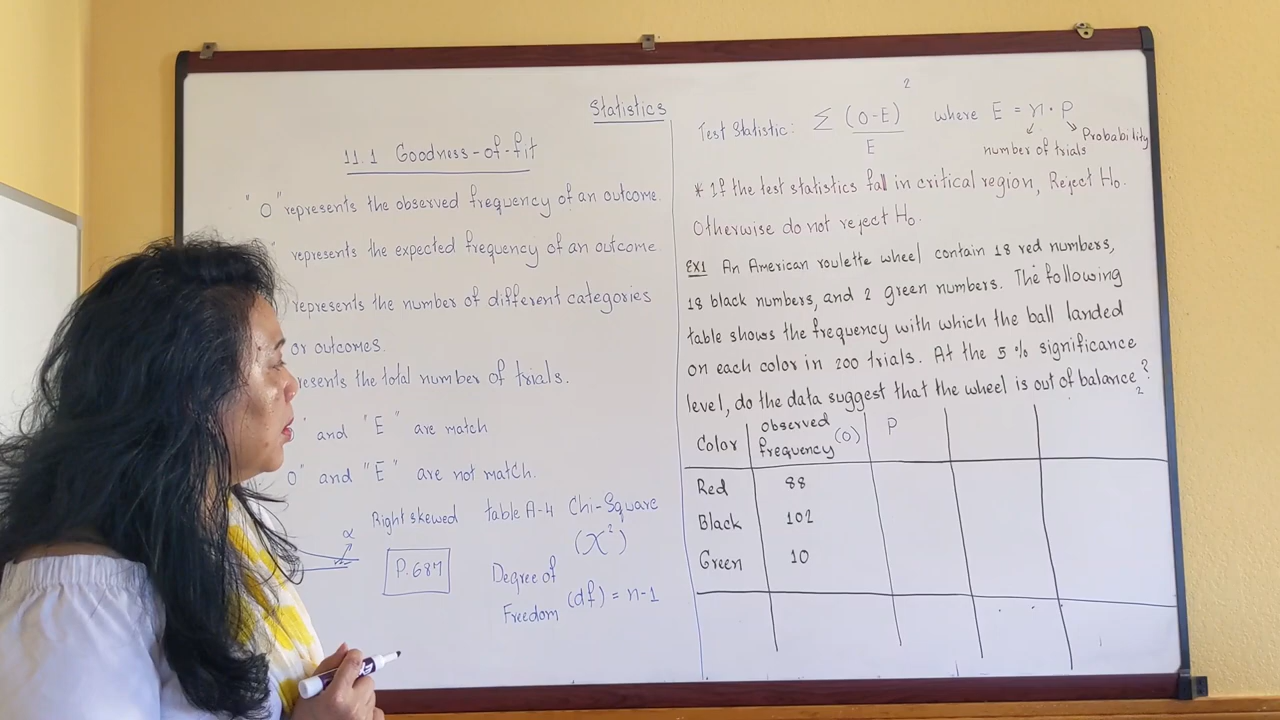 Statistics
11.1 Goodness-of-fit
"O" represents the observed frequency of an outcome.
" represents the expected frequency of an outcome
represents the number of different categories
or outcomes.
resents the total number of trials.
" and "E" are match
O" and "E" are not match.
Right skewed table A-4 Chi-Square
(χ²)
α
P.687
Degree of
Freedom (df) = n-1
Test Statistic: Σ (O-E)² / E where E = n · P
number of trials
Probability
* If the test statistics fall in critical region, Reject H₀.
Otherwise do not reject H₀.
Ex1 An American roulette wheel contain 18 red numbers,
18 black numbers, and 2 green numbers. The following
table shows the frequency with which the ball landed
on each color in 200 trials. At the 5 % significance
level, do the data suggest that the wheel is out of balance?
2
Color observed frequency (O) P
Red 88
Black 102
Green 10